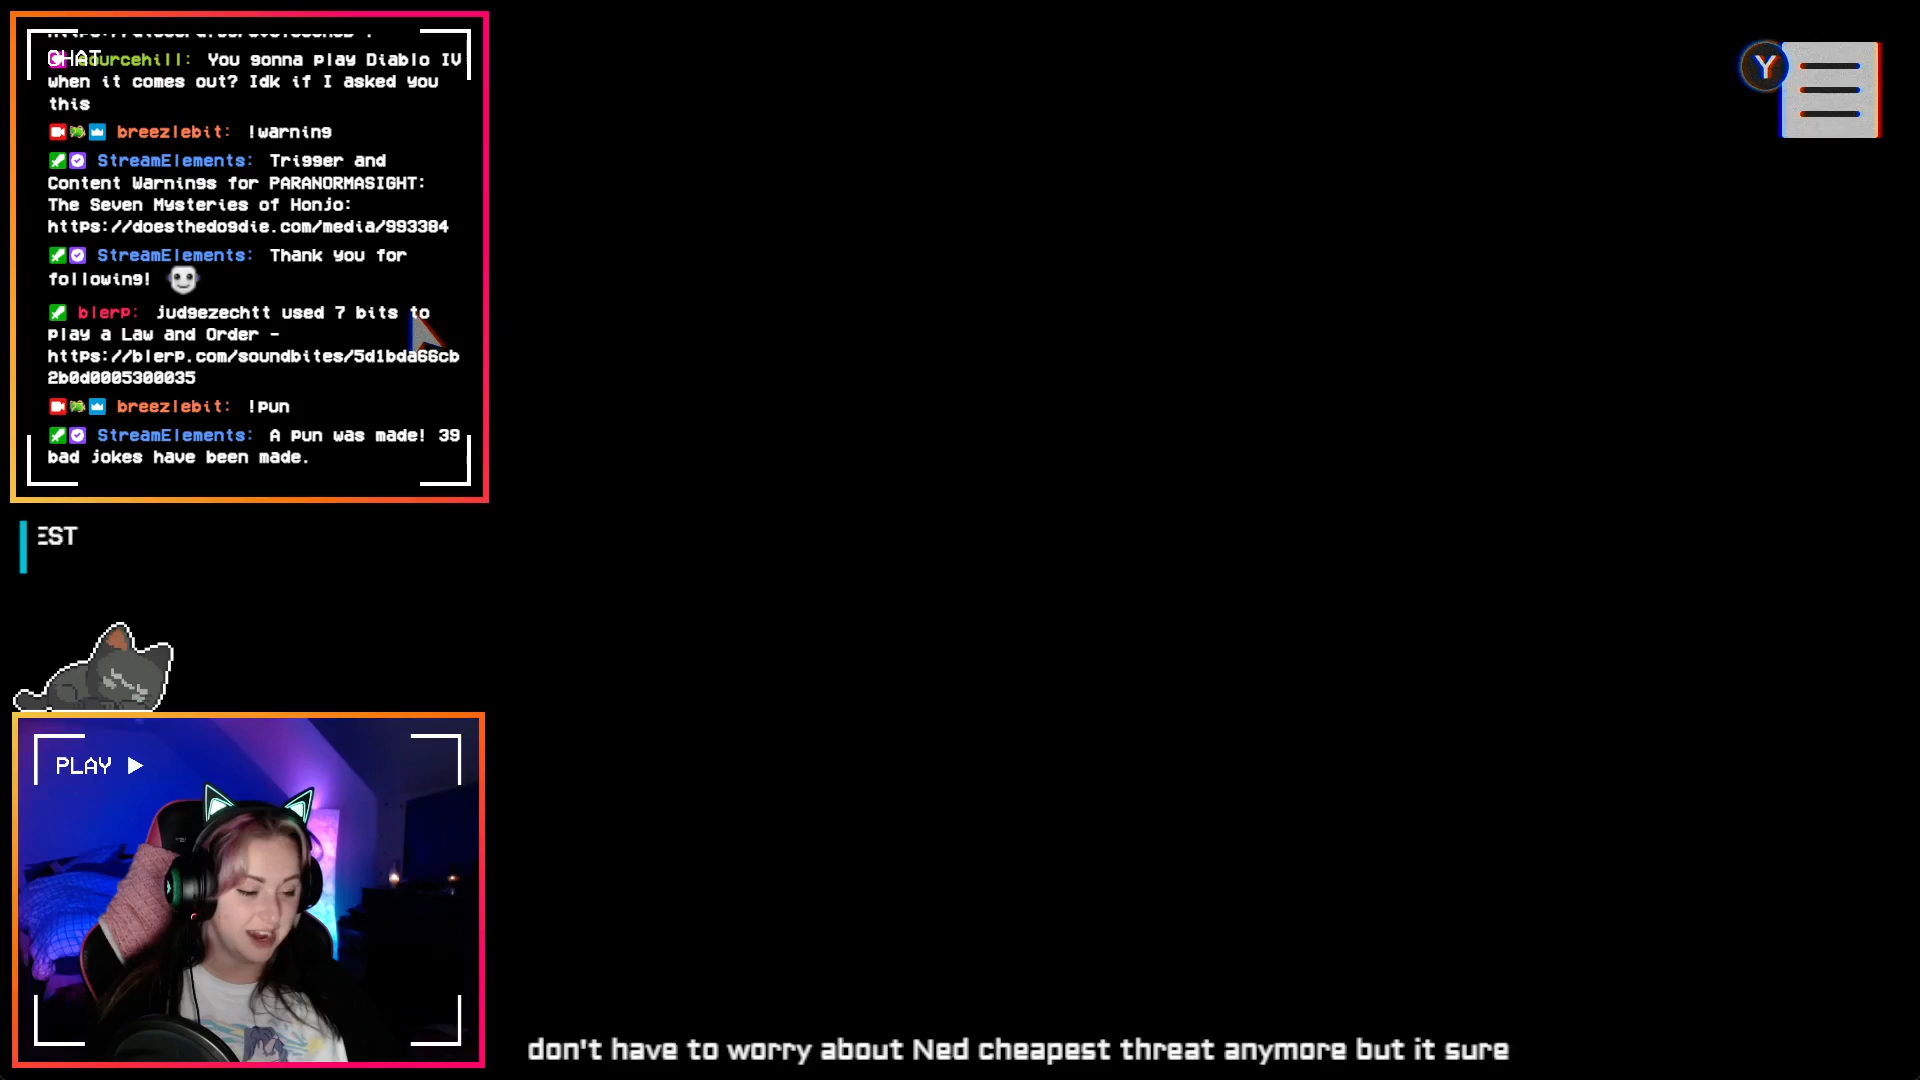 CHAT
sourcehill: You gonna play Diablo IV
when it comes out? Idk if I asked you
this
breezlebit: !warning
StreamElements: Trigger and
Content Warnings for PARANORMASIGHT:
The Seven Mysteries of Honjo:
https://doesthedogdie.com/media/993384
StreamElements: Thank you for
following!
blerp: judgezechtt used 7 bits to
play a Law and Order -
https://blerp.com/soundbites/5d1bda66cb
2b0d0005300035
breezlebit: !pun
StreamElements: A pun was made! 39
bad jokes have been made.
Y
EST
PLAY
don't have to worry about Ned cheapest threat anymore but it sure